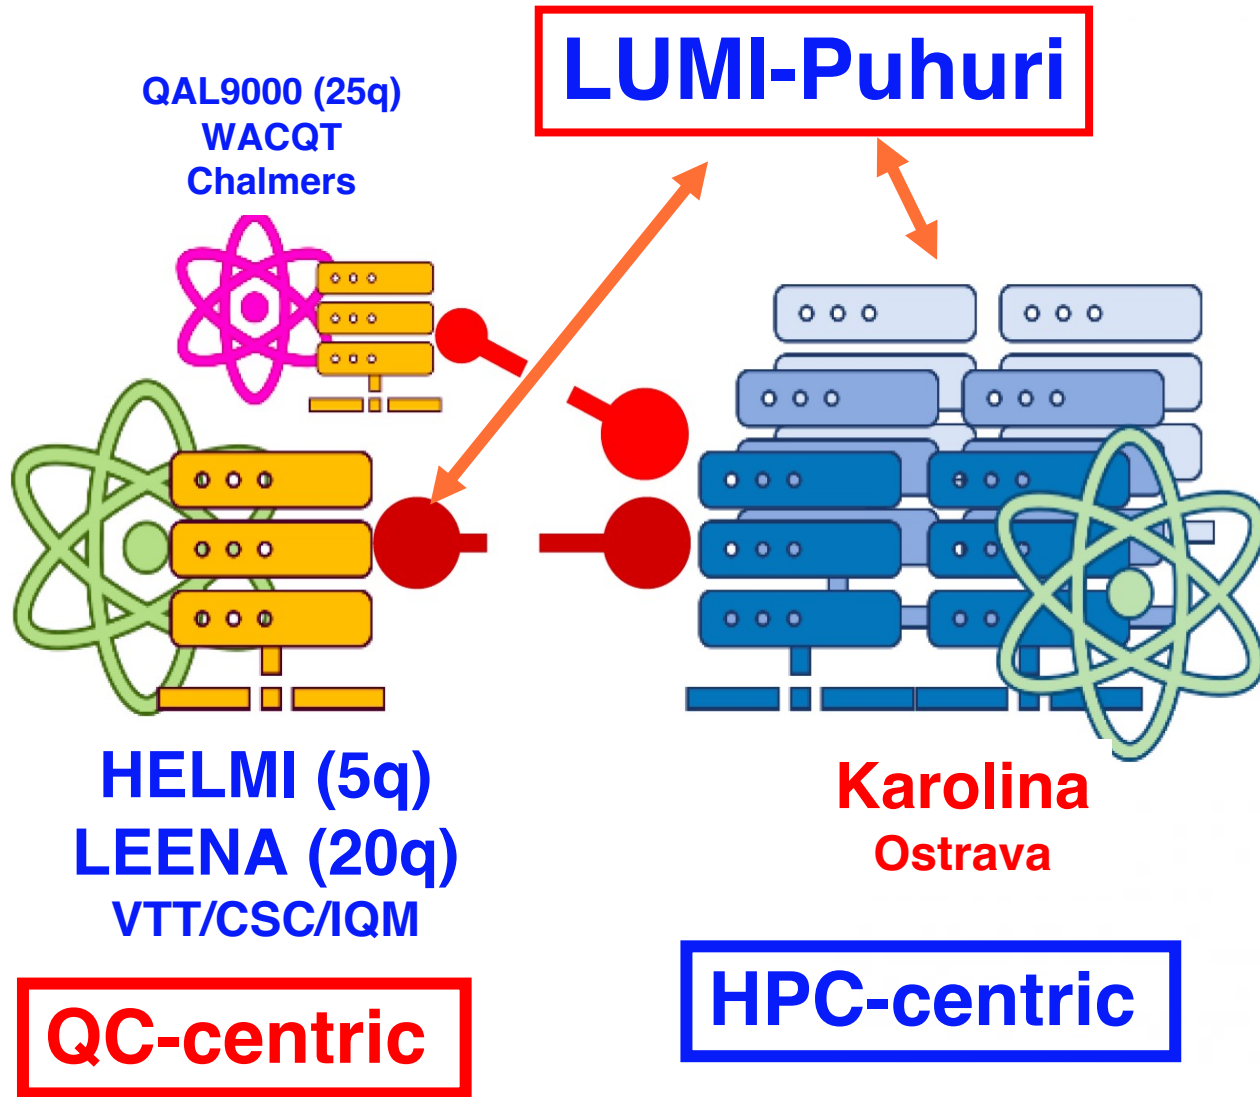 LUMI-Puhuri
QAL9000 (25q)
WACQT
Chalmers
HELMI (5q)
LEENA (20q)
VTT/CSC/IQM
QC-centric
Karolina
Ostrava
HPC-centric